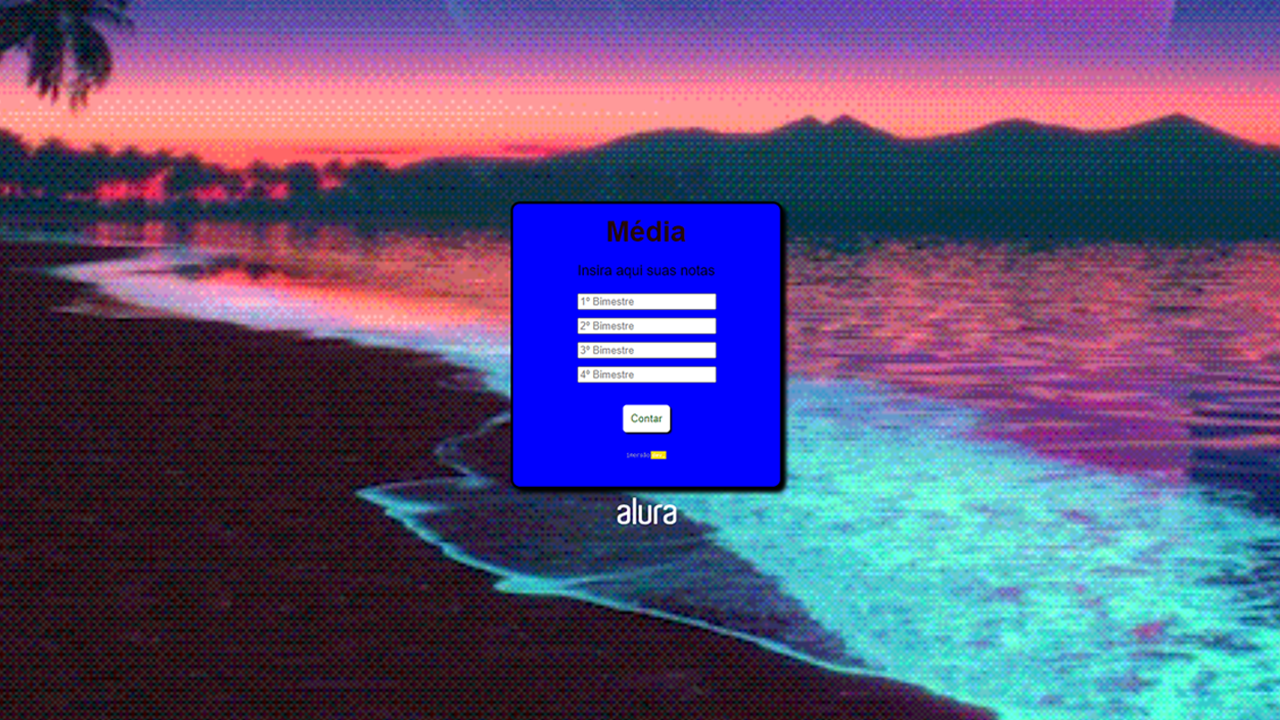 Média
Insira aqui suas notas
1º Bimestre
2º Bimestre
3º Bimestre
4º Bimestre
Contar
imersão
alura